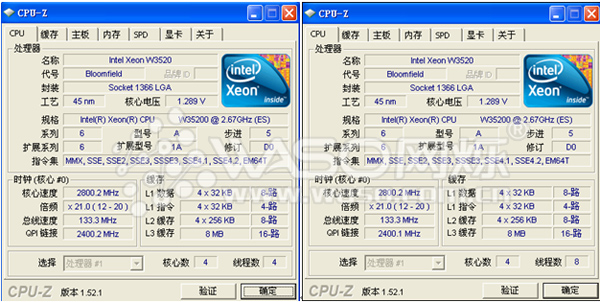 CPU-Z
CPU 缓存 主板 内存 SPD 显卡 关于
处理器
名称 Intel Xeon W3520
代号 Bloomfield 品牌 ID
封装 Socket 1366 LGA
工艺 45 nm 核心电压 1.289 V
intel Xeon inside™
规格 Intel(R) Xeon(R) CPU W35200 @ 2.67GHz (ES)
系列 6 型号 A 步进 5
扩展系列 6 扩展型号 1A 修订 D0
指令集 MMX, SSE, SSE2, SSE3, SSSE3, SSE4.1, SSE4.2, EM64T
时钟 (核心 #0)
核心速度 2800.2 MHz
倍频 x 21.0 ( 12 - 20 )
总线速度 133.3 MHz
QPI 链接 2400.2 MHz
缓存
L1 数据 4 x 32 KB 8-路
L1 指令 4 x 32 KB 4-路
L2 缓存 4 x 256 KB 8-路
L3 缓存 8 MB 16-路
选择 处理器 #1 核心数 4 线程数 4
CPU-Z 版本 1.52.1 验证 确定
CPU-Z
CPU 缓存 主板 内存 SPD 显卡 关于
处理器
名称 Intel Xeon W3520
代号 Bloomfield 品牌 ID
封装 Socket 1366 LGA
工艺 45 nm 核心电压 1.289 V
intel Xeon inside™
规格 Intel(R) Xeon(R) CPU W35200 @ 2.67GHz (ES)
系列 6 型号 A 步进 5
扩展系列 6 扩展型号 1A 修订 D0
指令集 MMX, SSE, SSE2, SSE3, SSSE3, SSE4.1, SSE4.2, EM64T
时钟 (核心 #0)
核心速度 2800.2 MHz
倍频 x 21.0 ( 12 - 20 )
总线速度 133.3 MHz
QPI 链接 2400.1 MHz
缓存
L1 数据 4 x 32 KB 8-路
L1 指令 4 x 32 KB 4-路
L2 缓存 4 x 256 KB 8-路
L3 缓存 8 MB 16-路
选择 处理器 #1 核心数 4 线程数 8
CPU-Z 版本 1.52.1 验证 确定